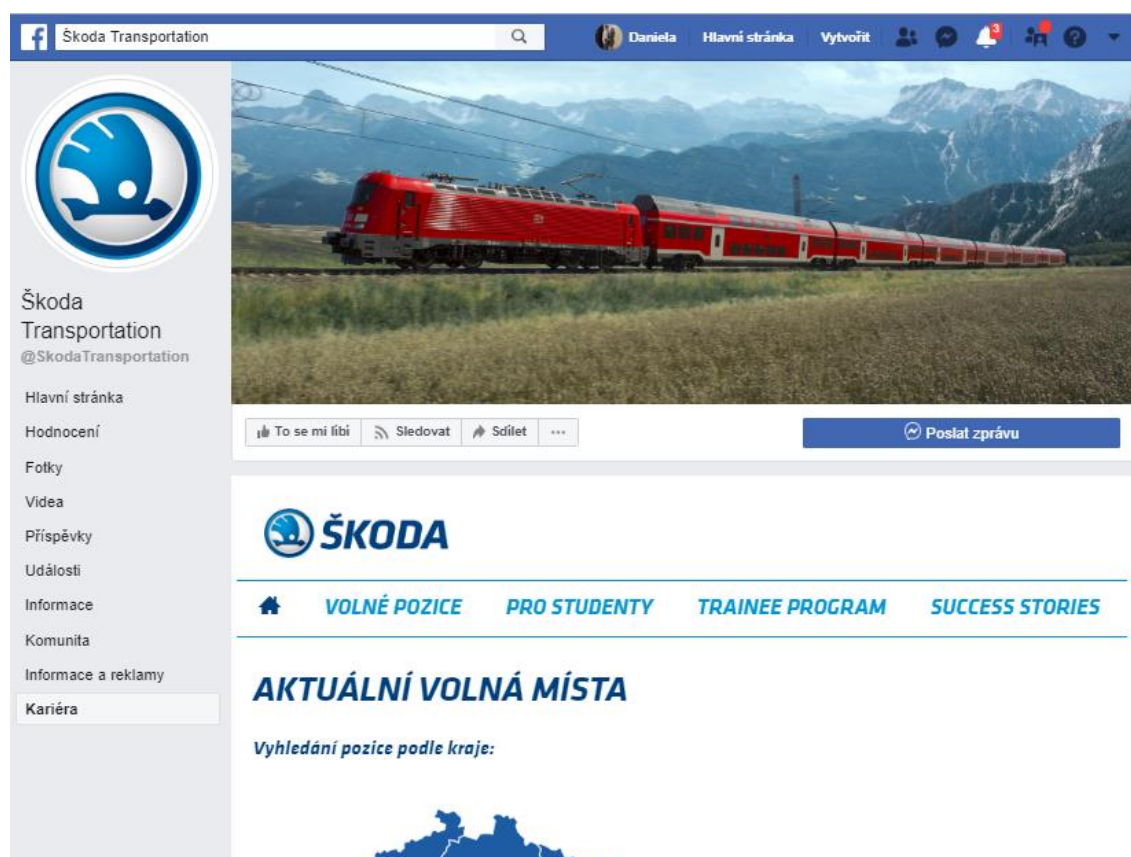 Škoda Transportation
Daniela
Hlavní stránka
Vytvořit
3
Škoda
Transportation
@SkodaTransportation
Hlavní stránka
Hodnocení
Fotky
Videa
Příspěvky
Události
Informace
Komunita
Informace a reklamy
Kariéra
To se mi líbí
Sledovat
Sdílet
Poslat zprávu
ŠKODA
VOLNÉ POZICE
PRO STUDENTY
TRAINEE PROGRAM
SUCCESS STORIES
AKTUÁLNÍ VOLNÁ MÍSTA
Vyhledání pozice podle kraje: